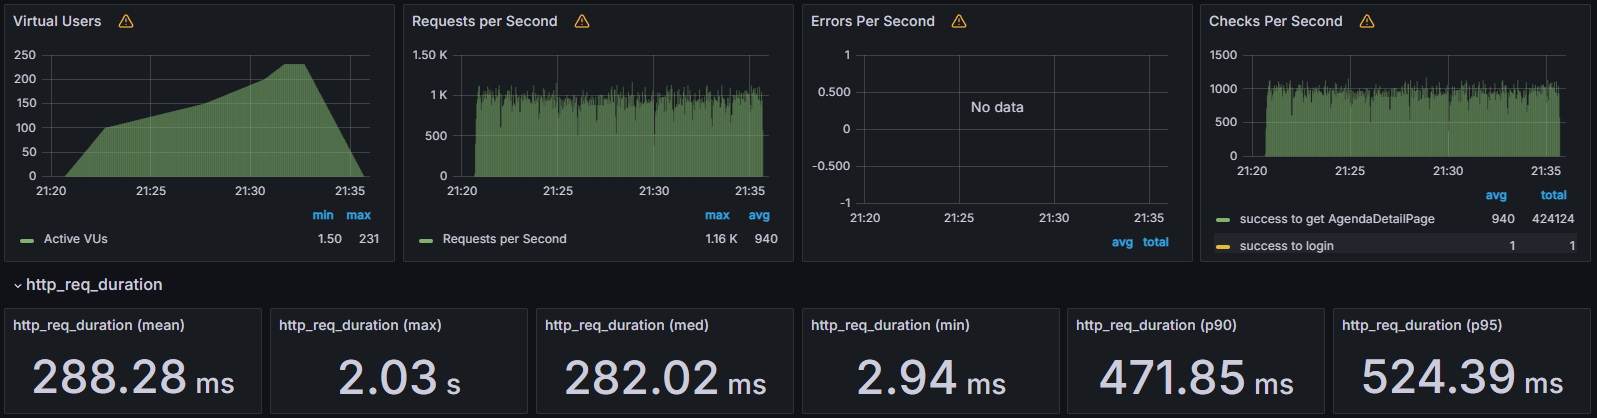 Virtual Users
250
200
150
100
50
0
21:20 21:25 21:30 21:35
min max
Active VUs 1.50 231
Requests per Second
1.50 K
1 K
500
0
21:20 21:25 21:30 21:35
max avg
Requests per Second 1.16 K 940
Errors Per Second
1
0.500
0
-0.500
-1
No data
21:20 21:25 21:30 21:35
avg total
Checks Per Second
1500
1000
500
0
21:20 21:25 21:30 21:35
avg total
success to get AgendaDetailPage 940 424124
success to login 1 1
http_req_duration
http_req_duration (mean)
288.28 ms
http_req_duration (max)
2.03 s
http_req_duration (med)
282.02 ms
http_req_duration (min)
2.94 ms
http_req_duration (p90)
471.85 ms
http_req_duration (p95)
524.39 ms